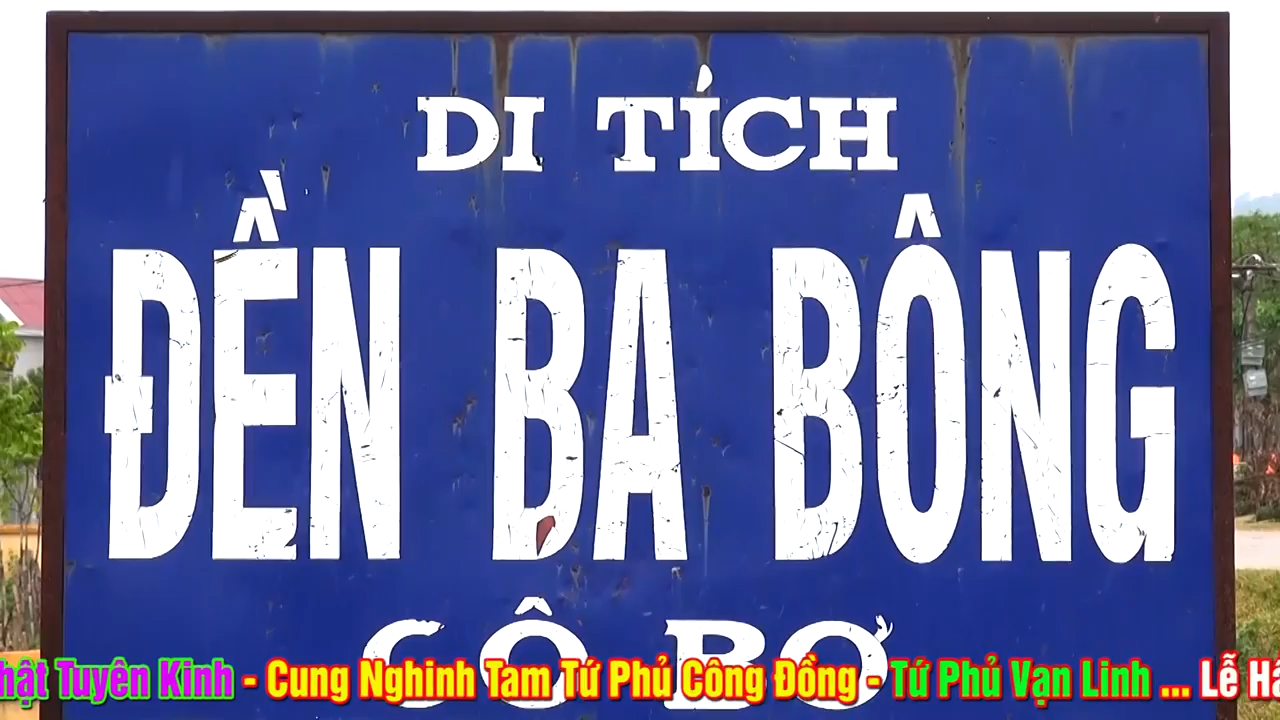 DI TÍCH
ĐỀN BA BÔNG
CÔ BƠ
Tuyên Kinh - Cung Nghinh Tam Tứ Phủ Công Đồng - Tứ Phủ Vạn Linh ... Lễ